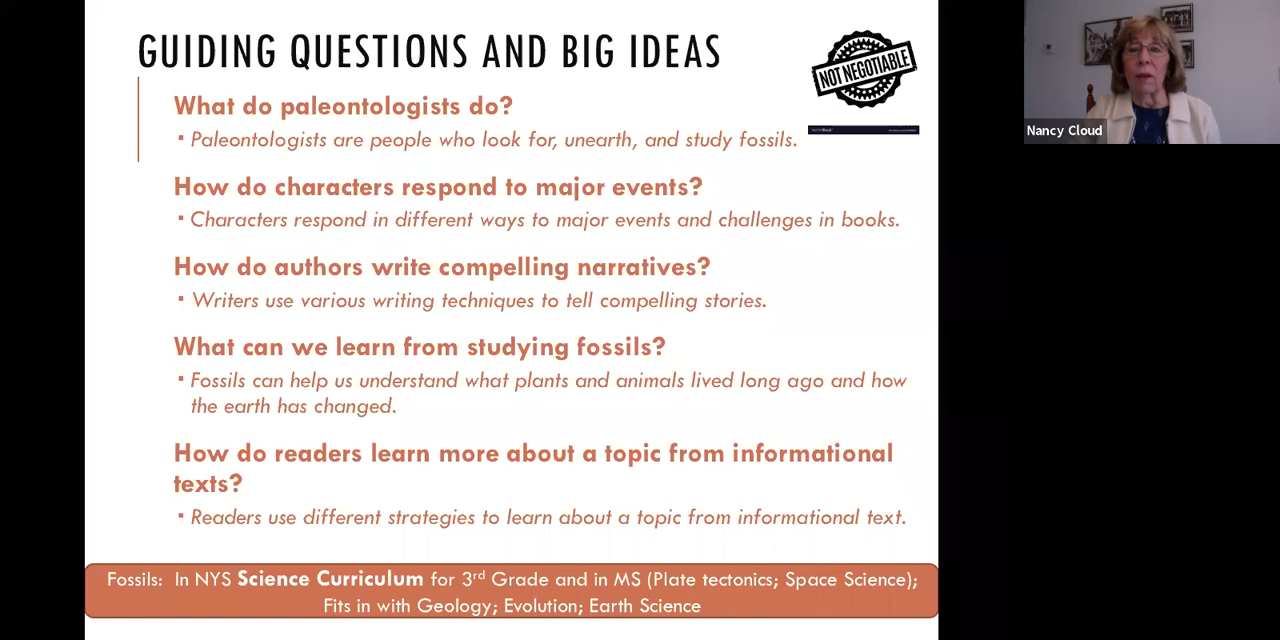 GUIDING QUESTIONS AND BIG IDEAS
NOT NEGOTIABLE
What do paleontologists do?
▪ Paleontologists are people who look for, unearth, and study fossils.
Nancy Cloud
How do characters respond to major events?
▪ Characters respond in different ways to major events and challenges in books.
How do authors write compelling narratives?
▪ Writers use various writing techniques to tell compelling stories.
What can we learn from studying fossils?
▪ Fossils can help us understand what plants and animals lived long ago and how
the earth has changed.
How do readers learn more about a topic from informational
texts?
▪ Readers use different strategies to learn about a topic from informational text.
Fossils: In NYS Science Curriculum for 3rd Grade and in MS (Plate tectonics; Space Science);
Fits in with Geology; Evolution; Earth Science